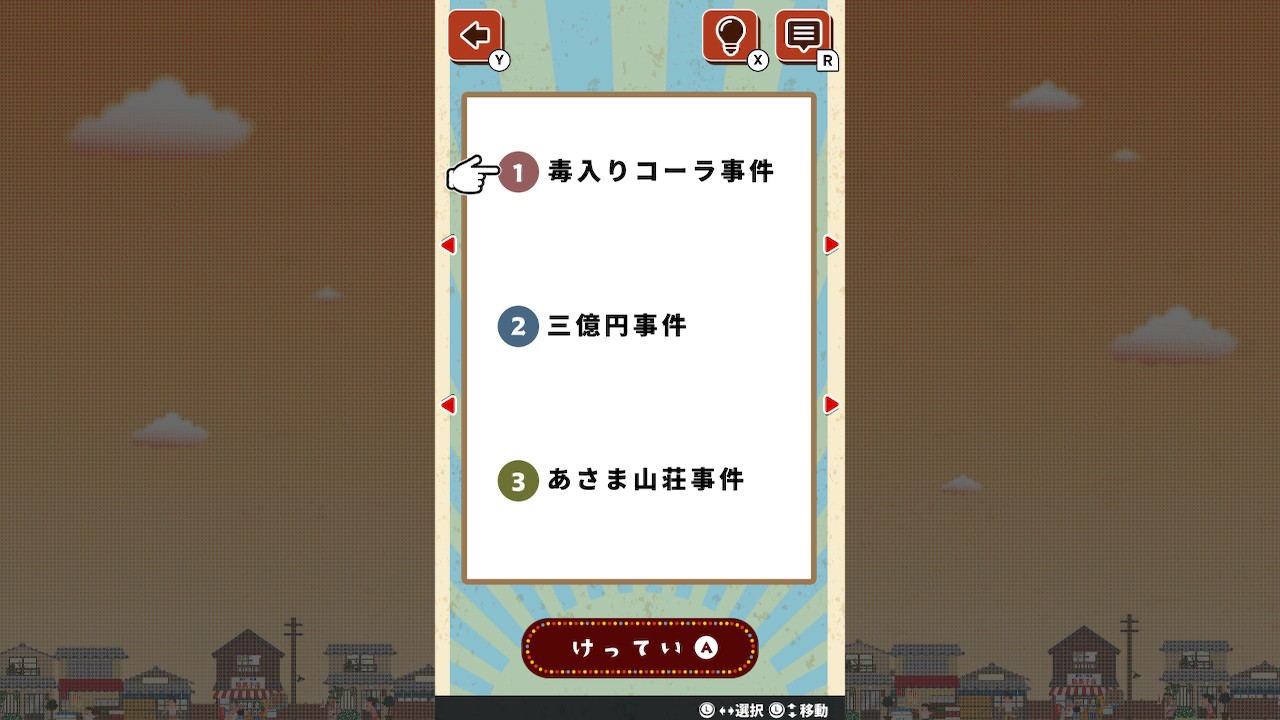 Y
X
R
1 毒入りコーラ事件
2 三億円事件
3 あさま山荘事件
けってい A
L 選択 L 移動